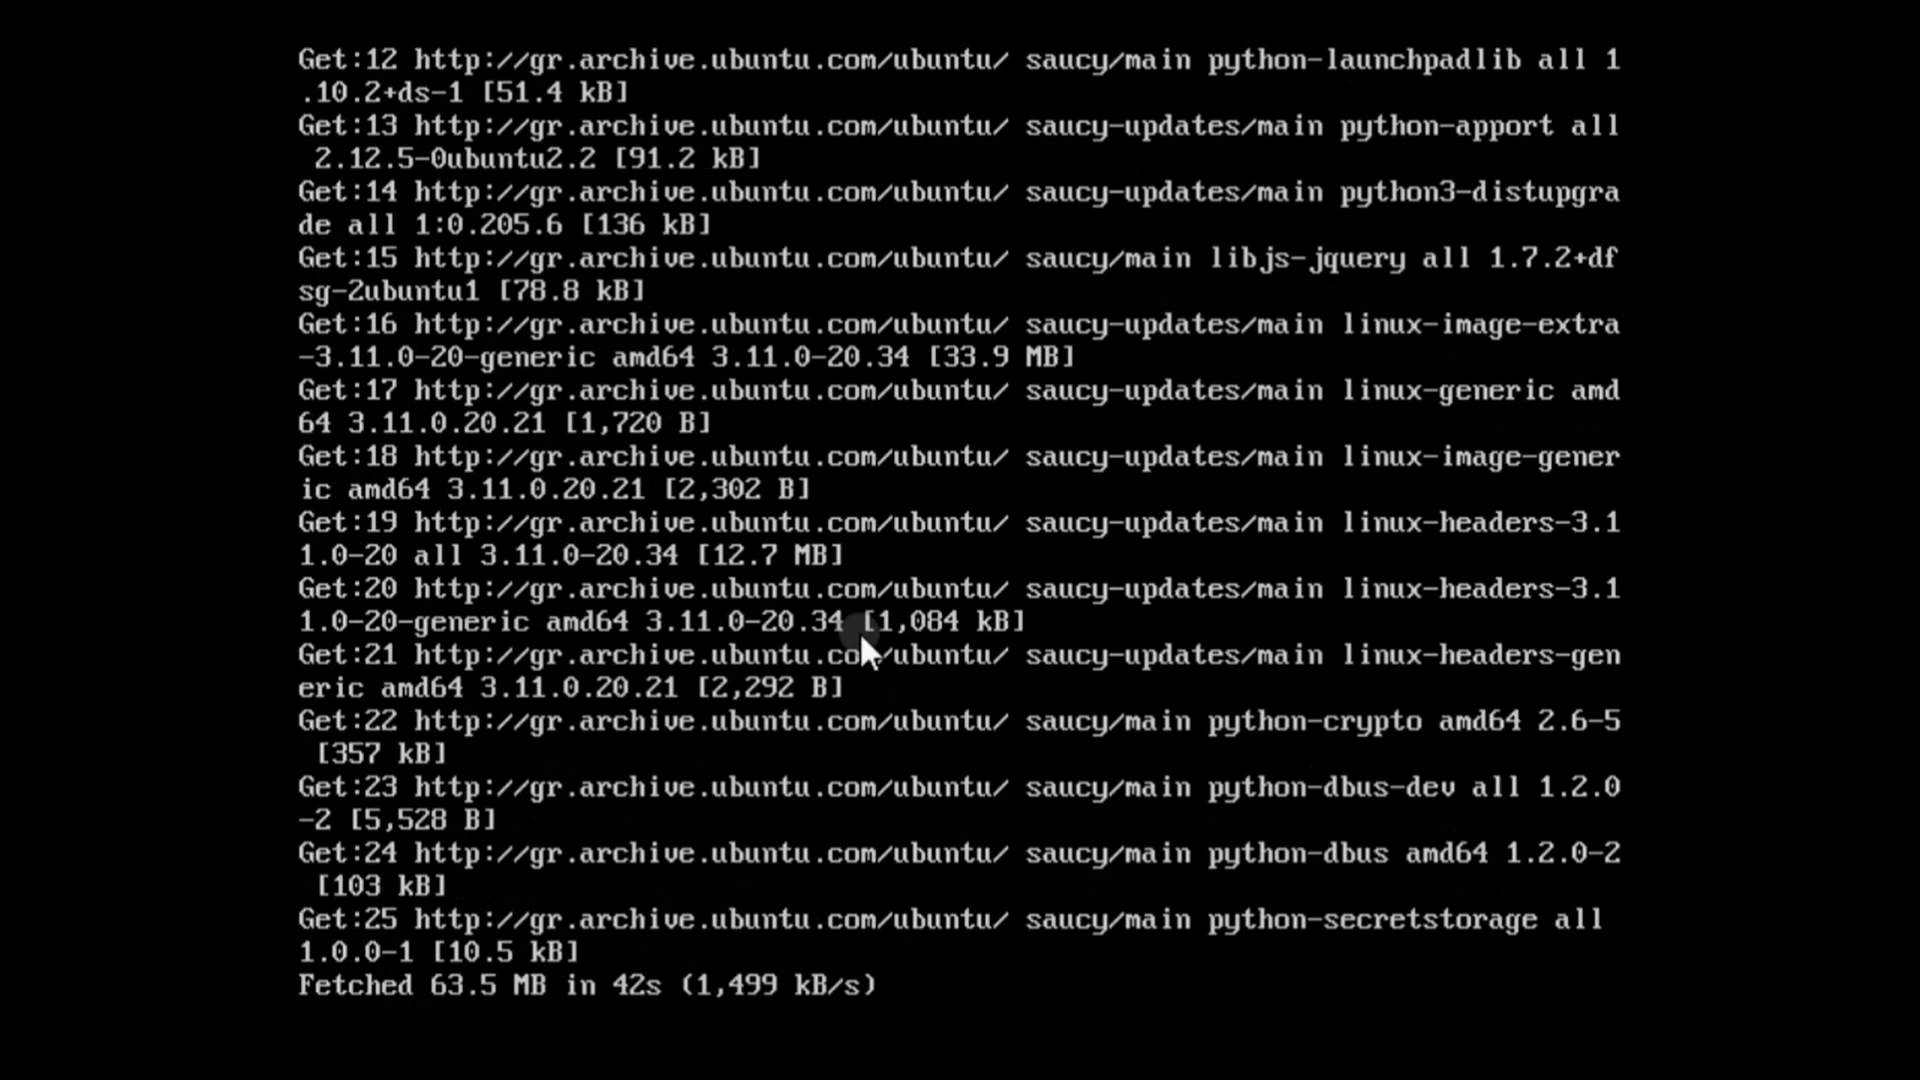 Get:12 http://gr.archive.ubuntu.com/ubuntu/ saucy/main python-launchpadlib all 1
.10.2+ds-1 [51.4 kB]
Get:13 http://gr.archive.ubuntu.com/ubuntu/ saucy-updates/main python-apport all
 2.12.5-0ubuntu2.2 [91.2 kB]
Get:14 http://gr.archive.ubuntu.com/ubuntu/ saucy-updates/main python3-distupgra
de all 1:0.205.6 [136 kB]
Get:15 http://gr.archive.ubuntu.com/ubuntu/ saucy/main libjs-jquery all 1.7.2+df
sg-2ubuntu1 [78.8 kB]
Get:16 http://gr.archive.ubuntu.com/ubuntu/ saucy-updates/main linux-image-extra
-3.11.0-20-generic amd64 3.11.0-20.34 [33.9 MB]
Get:17 http://gr.archive.ubuntu.com/ubuntu/ saucy-updates/main linux-generic amd
64 3.11.0.20.21 [1,720 B]
Get:18 http://gr.archive.ubuntu.com/ubuntu/ saucy-updates/main linux-image-gener
ic amd64 3.11.0.20.21 [2,302 B]
Get:19 http://gr.archive.ubuntu.com/ubuntu/ saucy-updates/main linux-headers-3.1
1.0-20 all 3.11.0-20.34 [12.7 MB]
Get:20 http://gr.archive.ubuntu.com/ubuntu/ saucy-updates/main linux-headers-3.1
1.0-20-generic amd64 3.11.0-20.34 [1,084 kB]
Get:21 http://gr.archive.ubuntu.com/ubuntu/ saucy-updates/main linux-headers-gen
eric amd64 3.11.0.20.21 [2,292 B]
Get:22 http://gr.archive.ubuntu.com/ubuntu/ saucy/main python-crypto amd64 2.6-5
 [357 kB]
Get:23 http://gr.archive.ubuntu.com/ubuntu/ saucy/main python-dbus-dev all 1.2.0
-2 [5,528 B]
Get:24 http://gr.archive.ubuntu.com/ubuntu/ saucy/main python-dbus amd64 1.2.0-2
 [103 kB]
Get:25 http://gr.archive.ubuntu.com/ubuntu/ saucy/main python-secretstorage all
1.0.0-1 [10.5 kB]
Fetched 63.5 MB in 42s (1,499 kB/s)